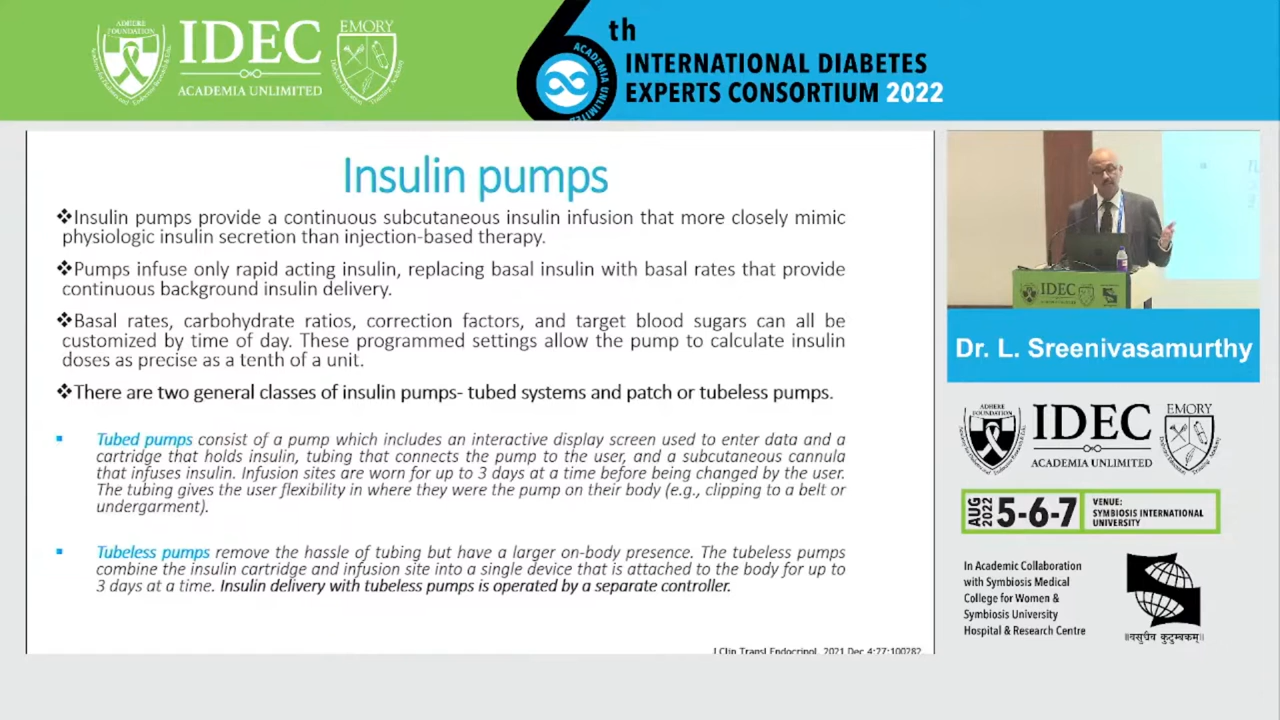 ADHERE
FOUNDATION
IDEC
ACADEMIA UNLIMITED
EMORY
6th
ACADEMIA UNLIMITED
INTERNATIONAL DIABETES
EXPERTS CONSORTIUM 2022
Insulin pumps
❖Insulin pumps provide a continuous subcutaneous insulin infusion that more closely mimic
physiologic insulin secretion than injection-based therapy.
❖Pumps infuse only rapid acting insulin, replacing basal insulin with basal rates that provide
continuous background insulin delivery.
❖Basal rates, carbohydrate ratios, correction factors, and target blood sugars can all be
customized by time of day. These programmed settings allow the pump to calculate insulin
doses as precise as a tenth of a unit.
❖There are two general classes of insulin pumps- tubed systems and patch or tubeless pumps.
▪ Tubed pumps consist of a pump which includes an interactive display screen used to enter data and a
cartridge that holds insulin, tubing that connects the pump to the user, and a subcutaneous cannula
that infuses insulin. Infusion sites are worn for up to 3 days at a time before being changed by the user.
The tubing gives the user flexibility in where they were the pump on their body (e.g., clipping to a belt or
undergarment).
▪ Tubeless pumps remove the hassle of tubing but have a larger on-body presence. The tubeless pumps
combine the insulin cartridge and infusion site into a single device that is attached to the body for up to
3 days at a time. Insulin delivery with tubeless pumps is operated by a separate controller.
J Clin Transl Endocrinol. 2021 Dec 4;27:100282.
IDEC
Dr. L. Sreenivasamurthy
ADHERE
FOUNDATION
IDEC
ACADEMIA UNLIMITED
EMORY
AUG
2022
5-6-7
VENUE:
SYMBIOSIS INTERNATIONAL
UNIVERSITY
In Academic Collaboration
with Symbiosis Medical
College for Women &
Symbiosis University
Hospital & Research Centre
॥वसुधैव कुटुम्बकम्॥